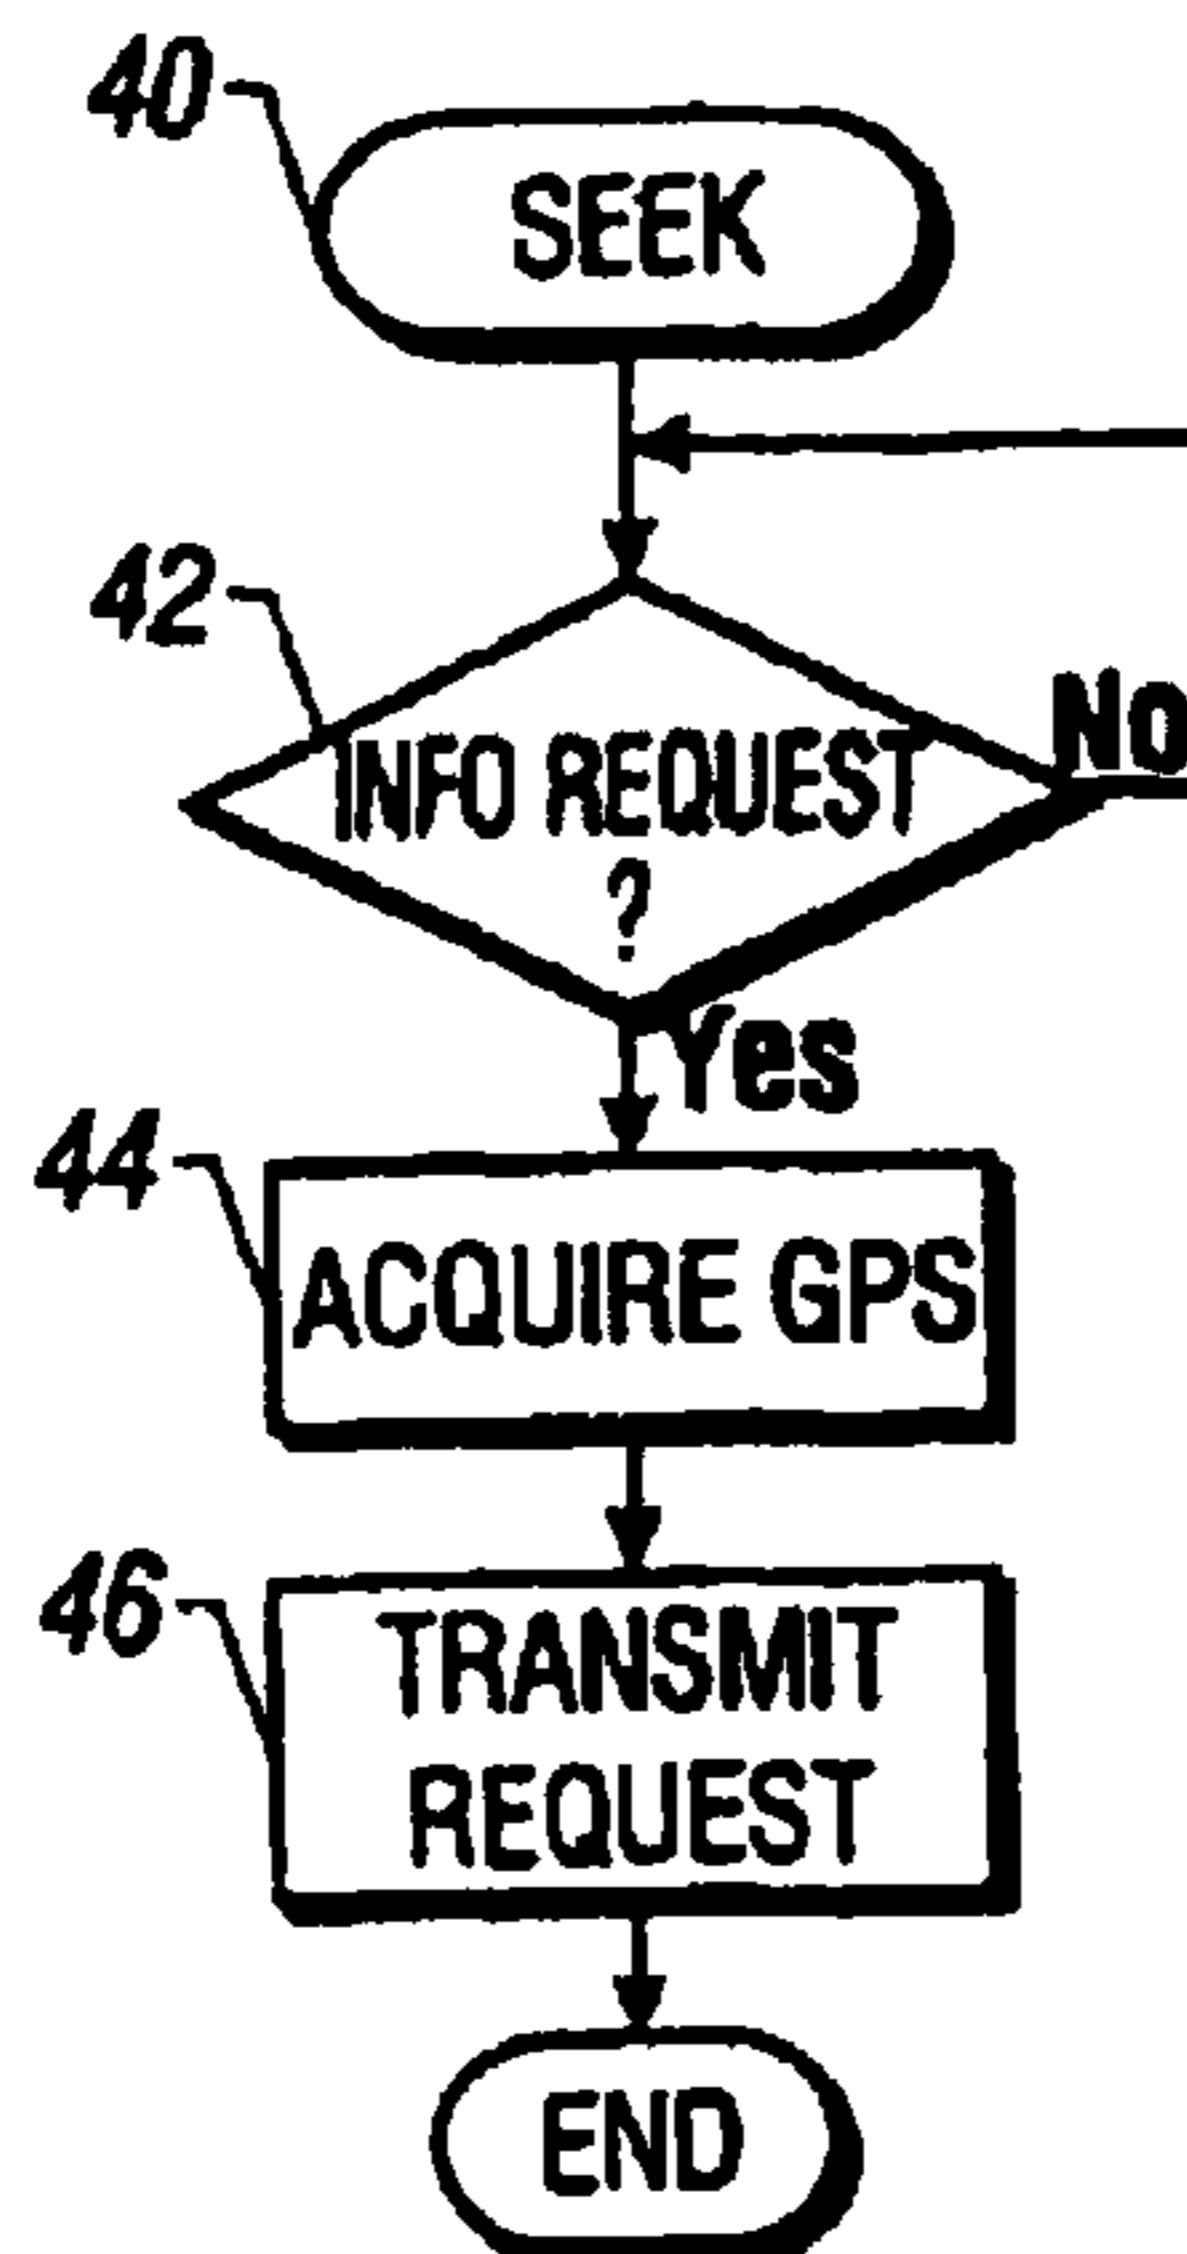 40
SEEK
42
INFO REQUEST
?
No
Yes
44
ACQUIRE GPS
46
TRANSMIT
REQUEST
END